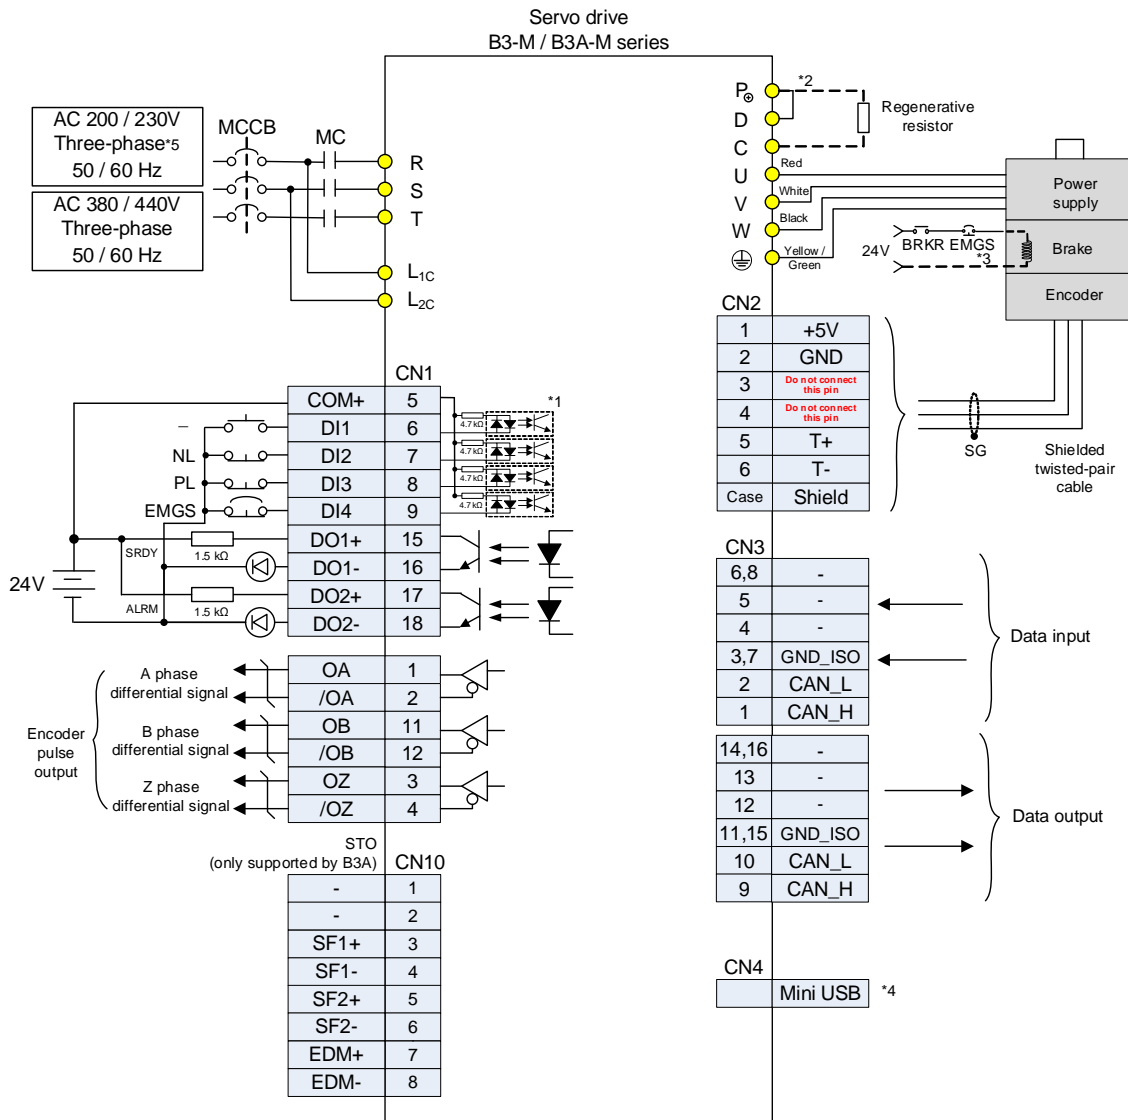 Servo drive
B3-M / B3A-M series
AC 200 / 230V
Three-phase*5
50 / 60 Hz
AC 380 / 440V
Three-phase
50 / 60 Hz
MCCB
MC
R
S
T
L1C
L2C
P⊕
D
C
U
V
W
*2
Regenerative
resistor
Red
White
Black
Yellow /
Green
24V
BRKR
EMGS
*3
Power
supply
Brake
Encoder
CN1
COM+ 5
– DI1 6
NL DI2 7
PL DI3 8
EMGS DI4 9
DO1+ 15
DO1- 16
DO2+ 17
DO2- 18
*1
4.7 kΩ
4.7 kΩ
4.7 kΩ
4.7 kΩ
SRDY
1.5 kΩ
24V
ALRM
1.5 kΩ
OA 1
/OA 2
OB 11
/OB 12
OZ 3
/OZ 4
A phase
differential signal
B phase
differential signal
Z phase
differential signal
Encoder
pulse
output
STO
(only supported by B3A)
CN10
- 1
- 2
SF1+ 3
SF1- 4
SF2+ 5
SF2- 6
EDM+ 7
EDM- 8
CN2
1 +5V
2 GND
3 Do not connect
this pin
4 Do not connect
this pin
5 T+
6 T-
Case Shield
SG
Shielded
twisted-pair
cable
CN3
6,8 -
5 -
4 -
3,7 GND_ISO
2 CAN_L
1 CAN_H
Data input
14,16 -
13 -
12 -
11,15 GND_ISO
10 CAN_L
9 CAN_H
Data output
CN4
Mini USB
*4